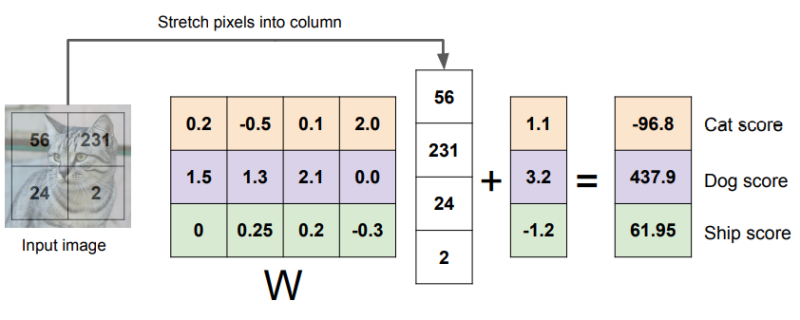 Stretch pixels into column
56 231
24 2
Input image
0.2 -0.5 0.1 2.0
1.5 1.3 2.1 0.0
0 0.25 0.2 -0.3
W
56
231
24
2
+
1.1
3.2
-1.2
=
-96.8 Cat score
437.9 Dog score
61.95 Ship score